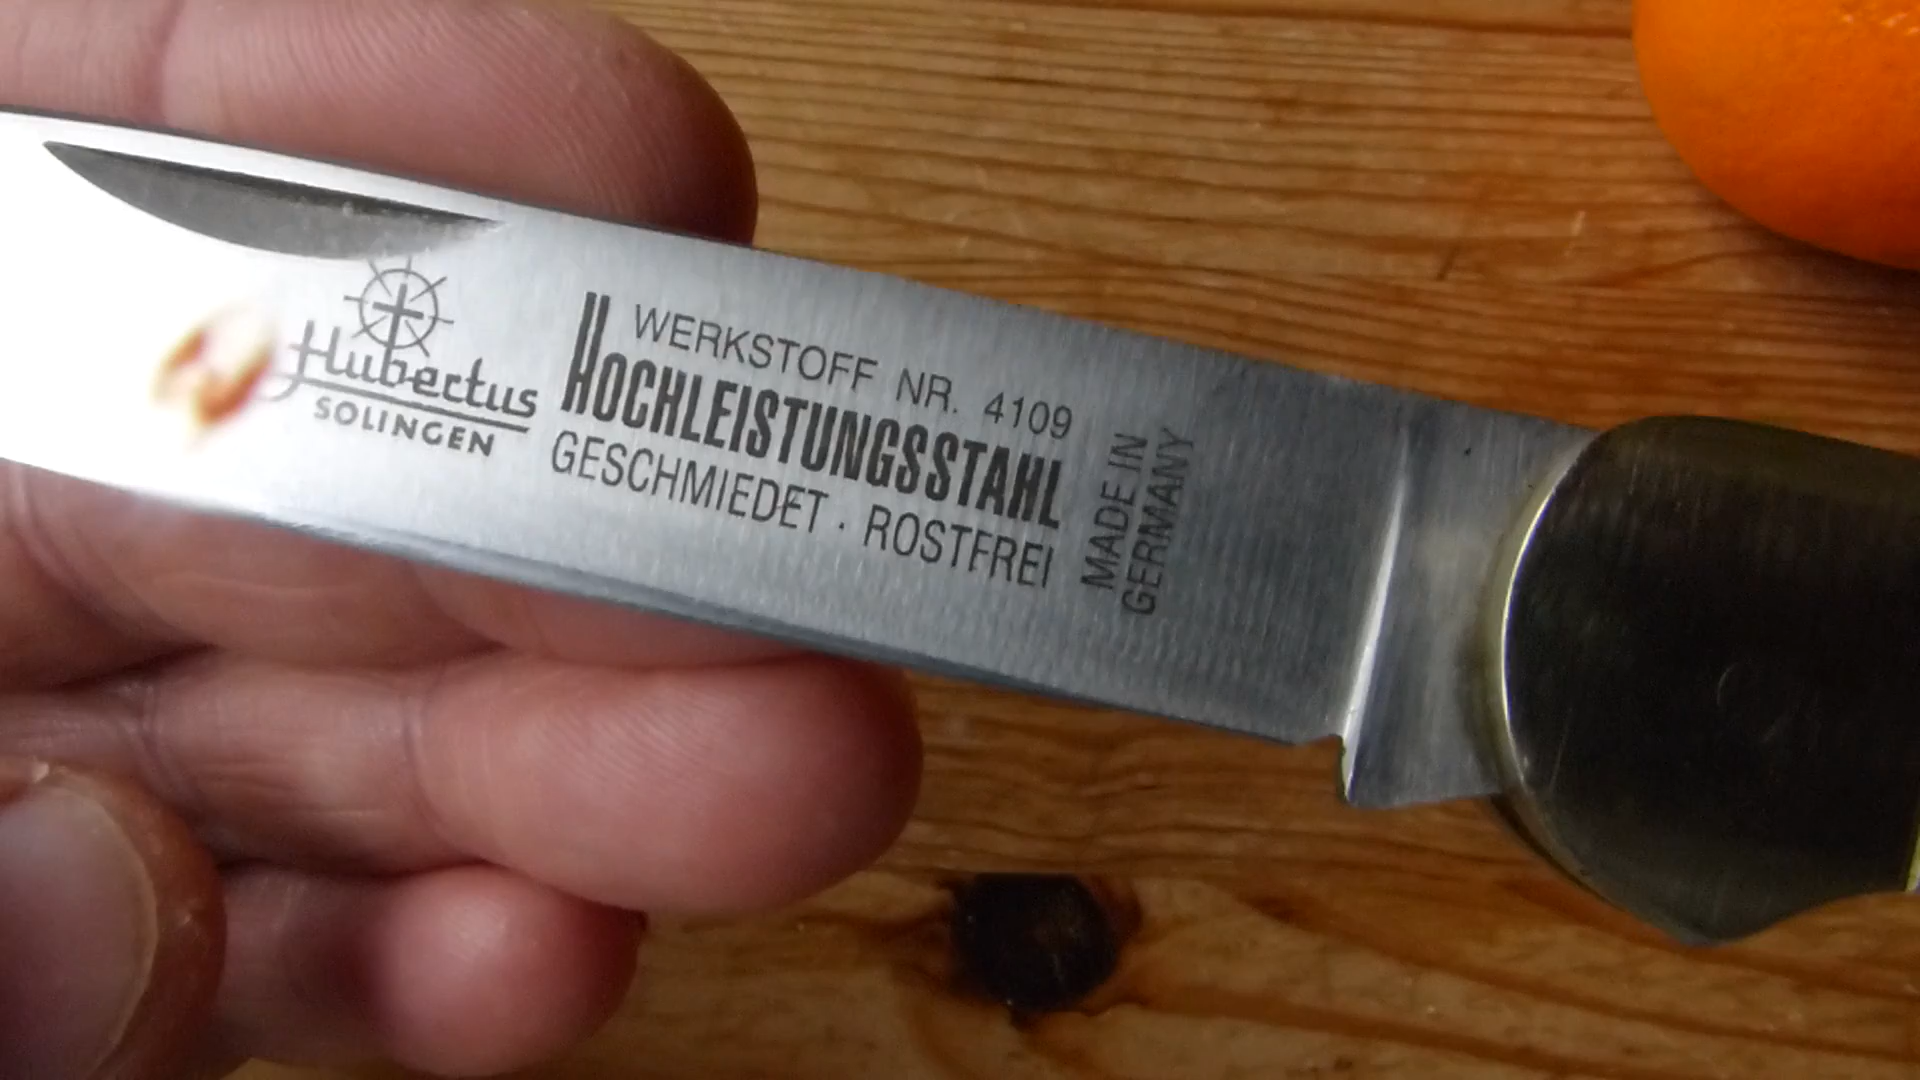 Hubertus
SOLINGEN
WERKSTOFF NR. 4109
HOCHLEISTUNGSSTAHL
GESCHMIEDET · ROSTFREI
MADE IN
GERMANY